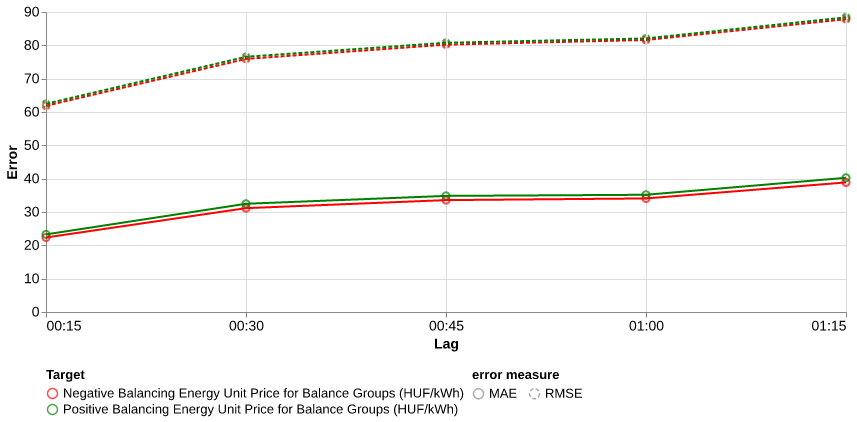 90
80
70
60
50
40
30
20
10
0
Error
00:15 00:30 00:45 01:00 01:15
Lag
Target error measure
Negative Balancing Energy Unit Price for Balance Groups (HUF/kWh) MAE RMSE
Positive Balancing Energy Unit Price for Balance Groups (HUF/kWh)